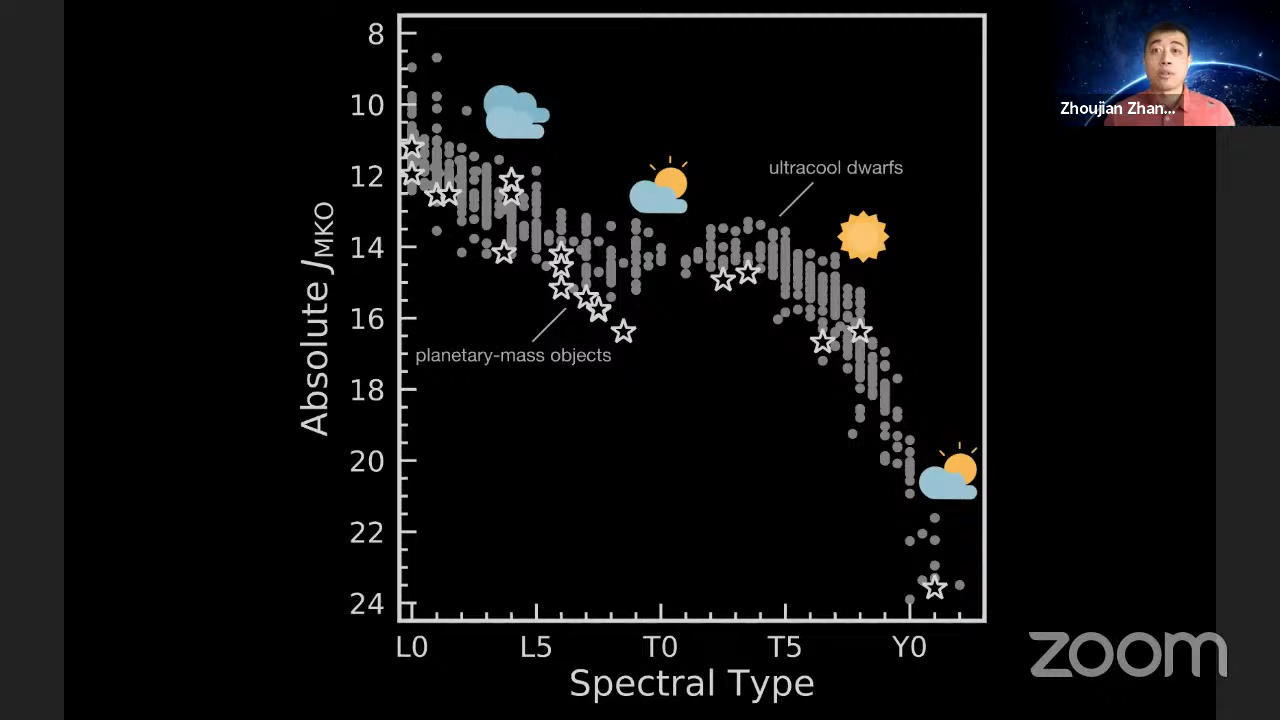 Zhoujian Zhan...
8
10
12
14
16
18
20
22
24
Absolute JMKO
ultracool dwarfs
planetary-mass objects
L0 L5 T0 T5 Y0
Spectral Type
zoom